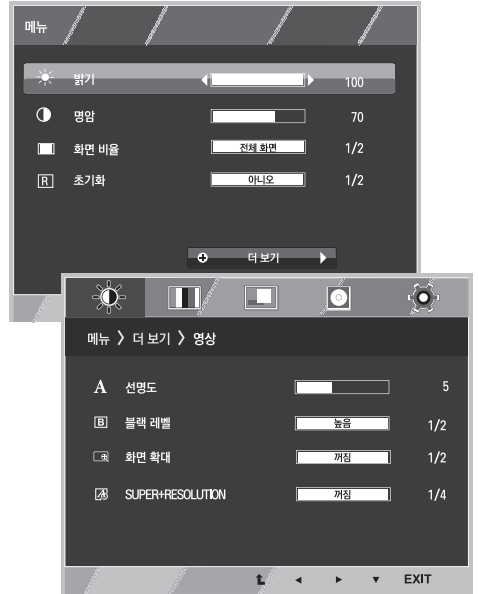 메뉴
밝기 100
명암 70
화면 비율 전체 화면 1/2
R 초기화 아니오 1/2
더 보기
메뉴 > 더 보기 > 영상
A 선명도 5
B 블랙 레벨 높음 1/2
화면 확대 꺼짐 1/2
SUPER+RESOLUTION 꺼짐 1/4
EXIT